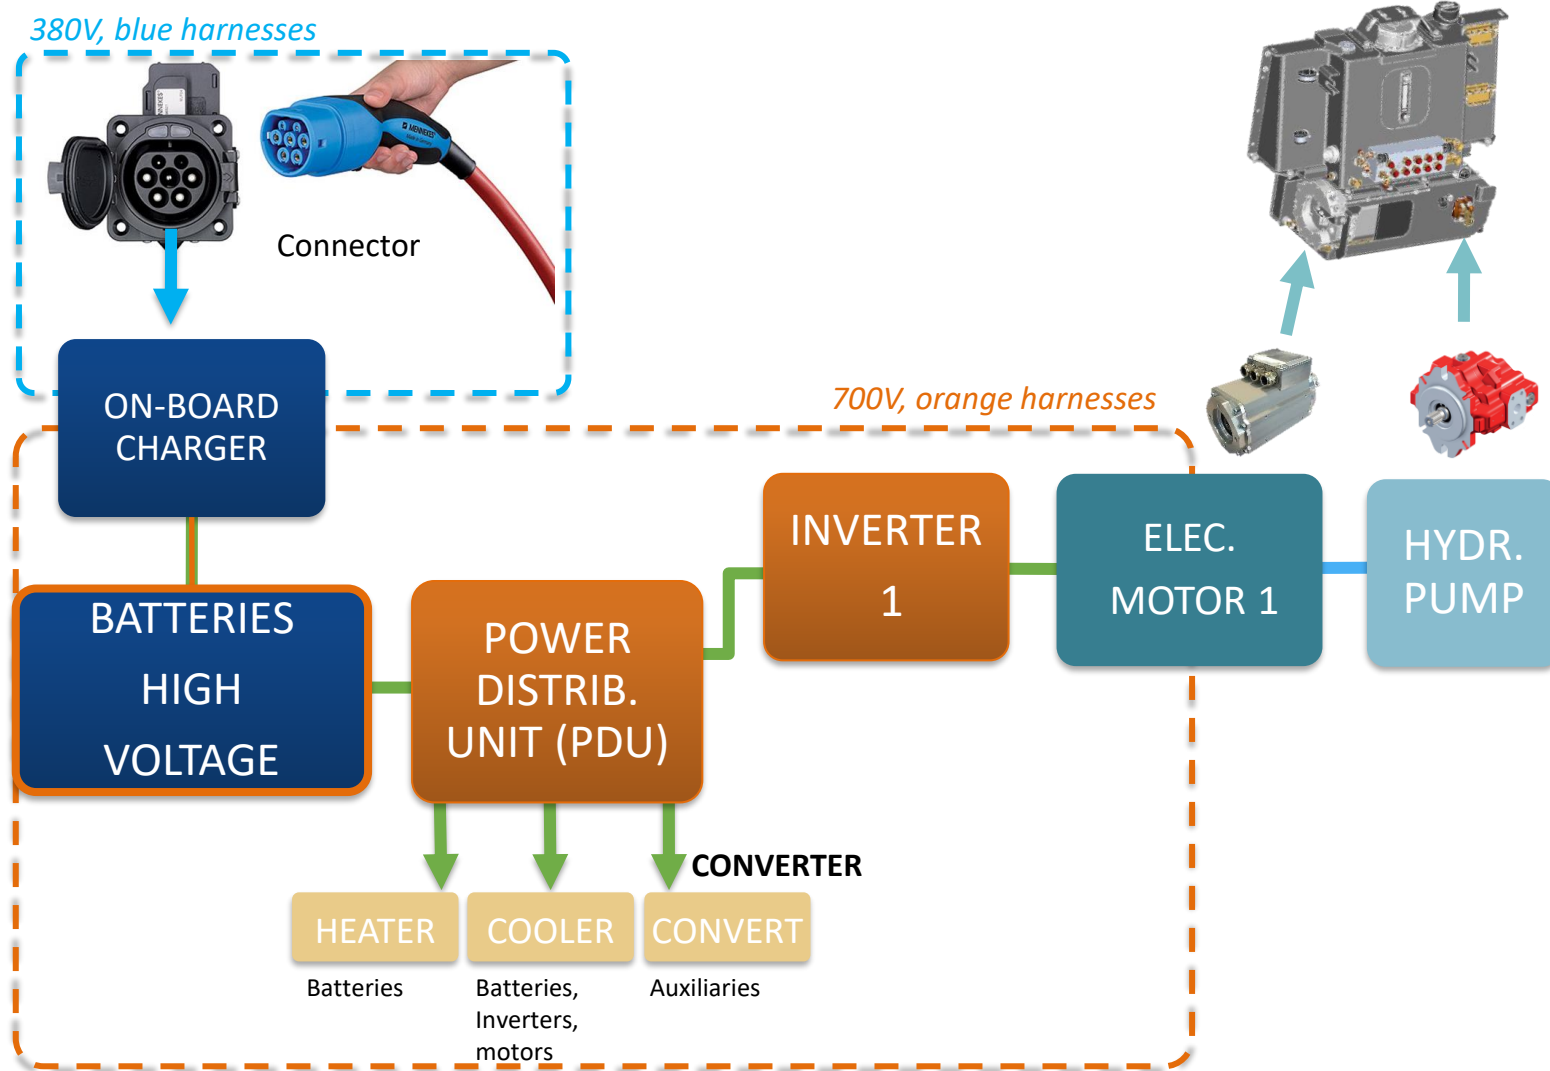 380V, blue harnesses
MENNEKES
Connector
ON-BOARD
CHARGER
700V, orange harnesses
BATTERIES
HIGH
VOLTAGE
POWER
DISTRIB.
UNIT (PDU)
INVERTER
1
ELEC.
MOTOR 1
HYDR.
PUMP
CONVERTER
HEATER
COOLER
CONVERT
Batteries
Batteries,
Inverters,
motors
Auxiliaries